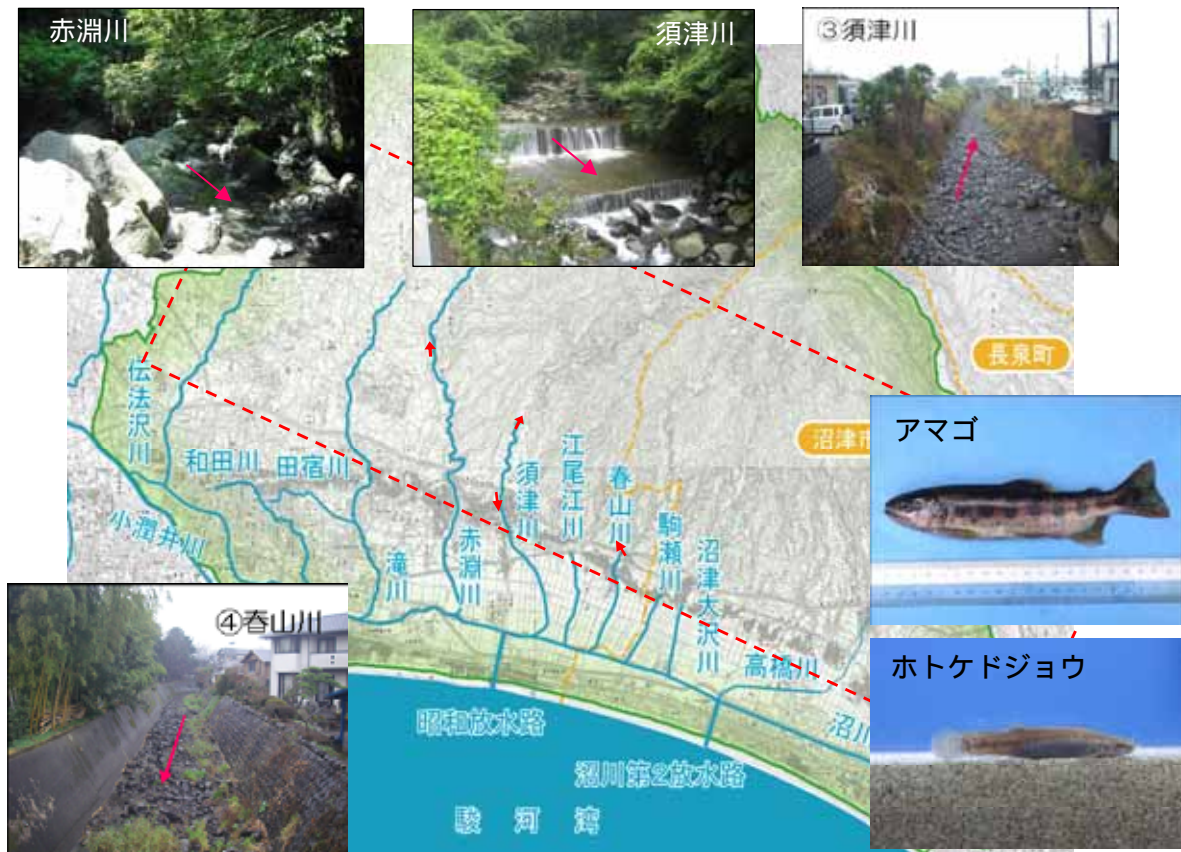 赤淵川
須津川
③須津川
長泉町
アマゴ
沼津市
伝法沢川
和田川
田宿川
小潤井川
滝川
赤淵川
須津川
江尾江川
春山川
駒瀬川
沼津大沢川
高橋川
沼川
④春山川
ホトケドジョウ
昭和放水路
沼川第2放水路
駿河湾